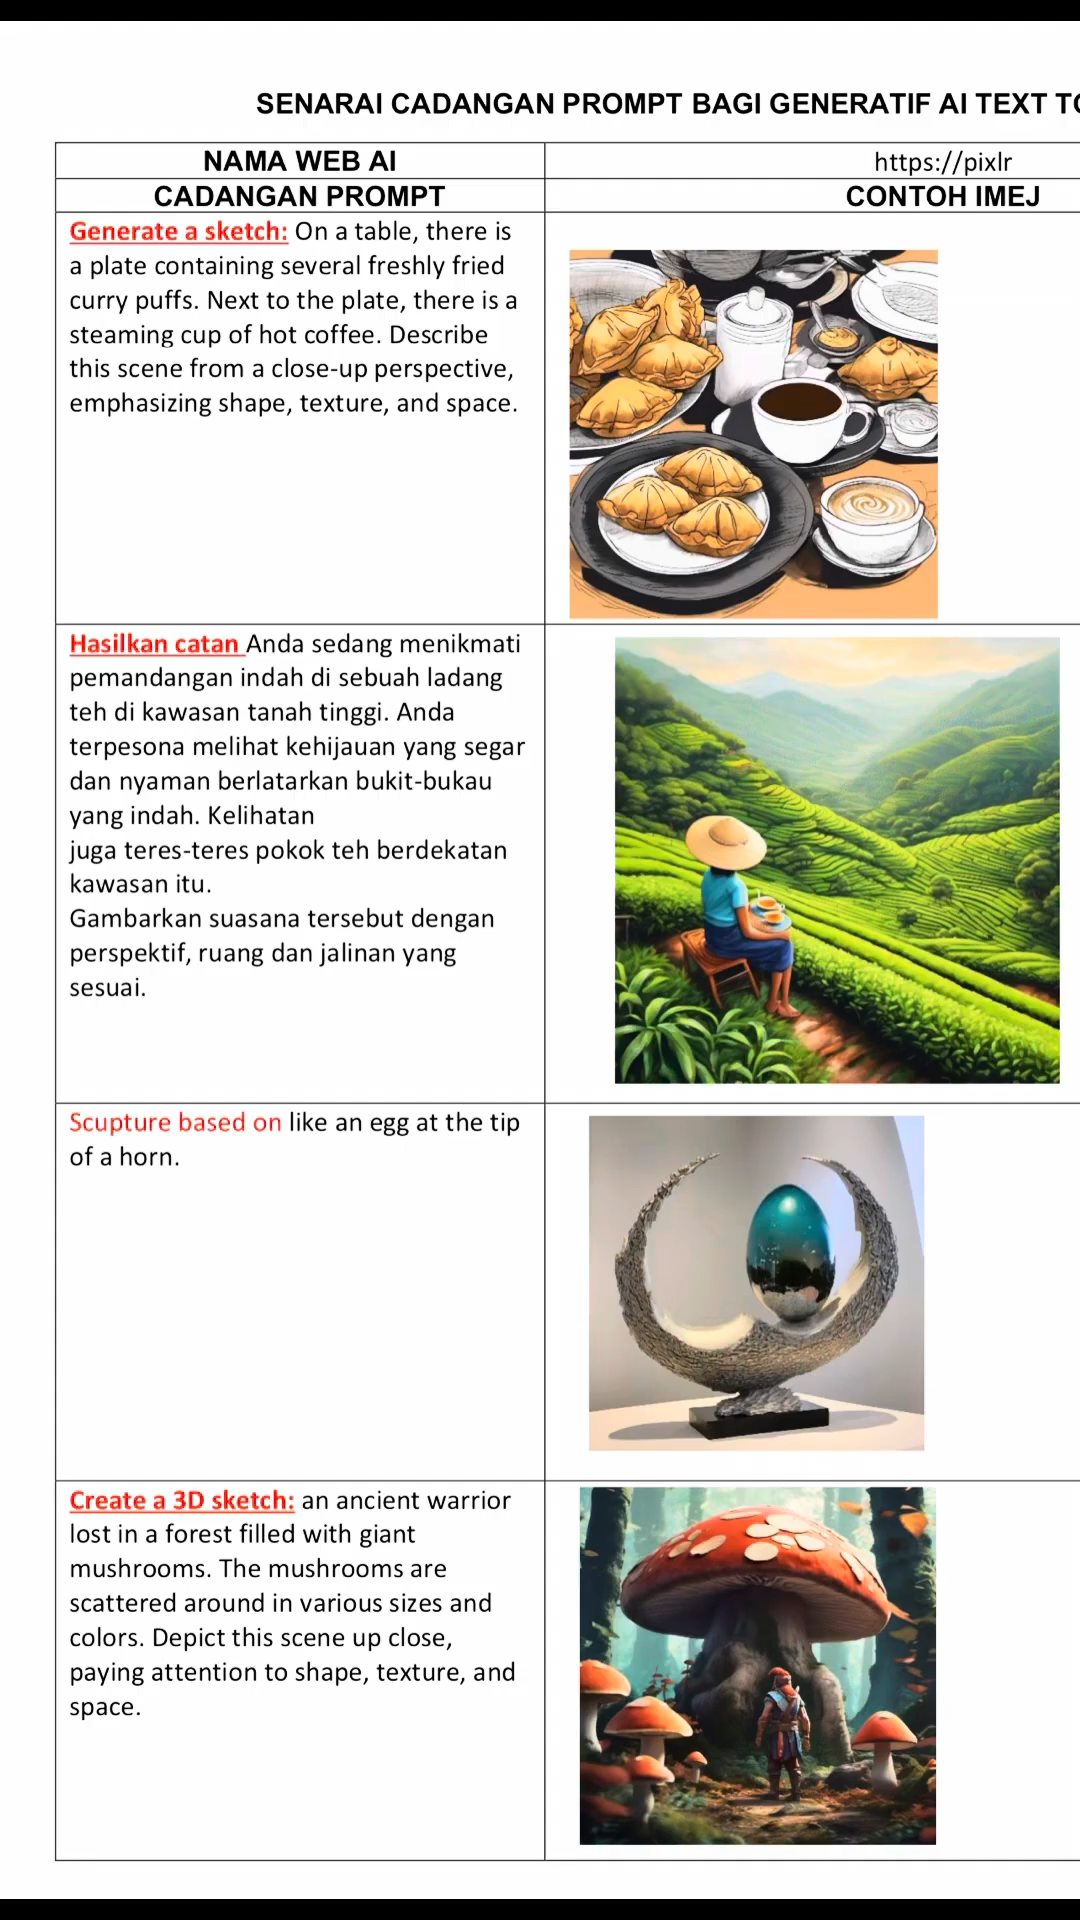 SENARAI CADANGAN PROMPT BAGI GENERATIF AI TEXT
NAMA WEB AI
https://pixlr
CADANGAN PROMPT
CONTOH IMEJ
Generate a sketch: On a table, there is
a plate containing several freshly fried
curry puffs. Next to the plate, there is a
steaming cup of hot coffee. Describe
this scene from a close-up perspective,
emphasizing shape, texture, and space.
Hasilkan catan Anda sedang menikmati
pemandangan indah di sebuah ladang
teh di kawasan tanah tinggi. Anda
terpesona melihat kehijauan yang segar
dan nyaman berlatarkan bukit-bukau
yang indah. Kelihatan
juga teres-teres pokok teh berdekatan
kawasan itu.
Gambarkan suasana tersebut dengan
perspektif, ruang dan jalinan yang
sesuai.
Scupture based on like an egg at the tip
of a horn.
Create a 3D sketch: an ancient warrior
lost in a forest filled with giant
mushrooms. The mushrooms are
scattered around in various sizes and
colors. Depict this scene up close,
paying attention to shape, texture, and
space.